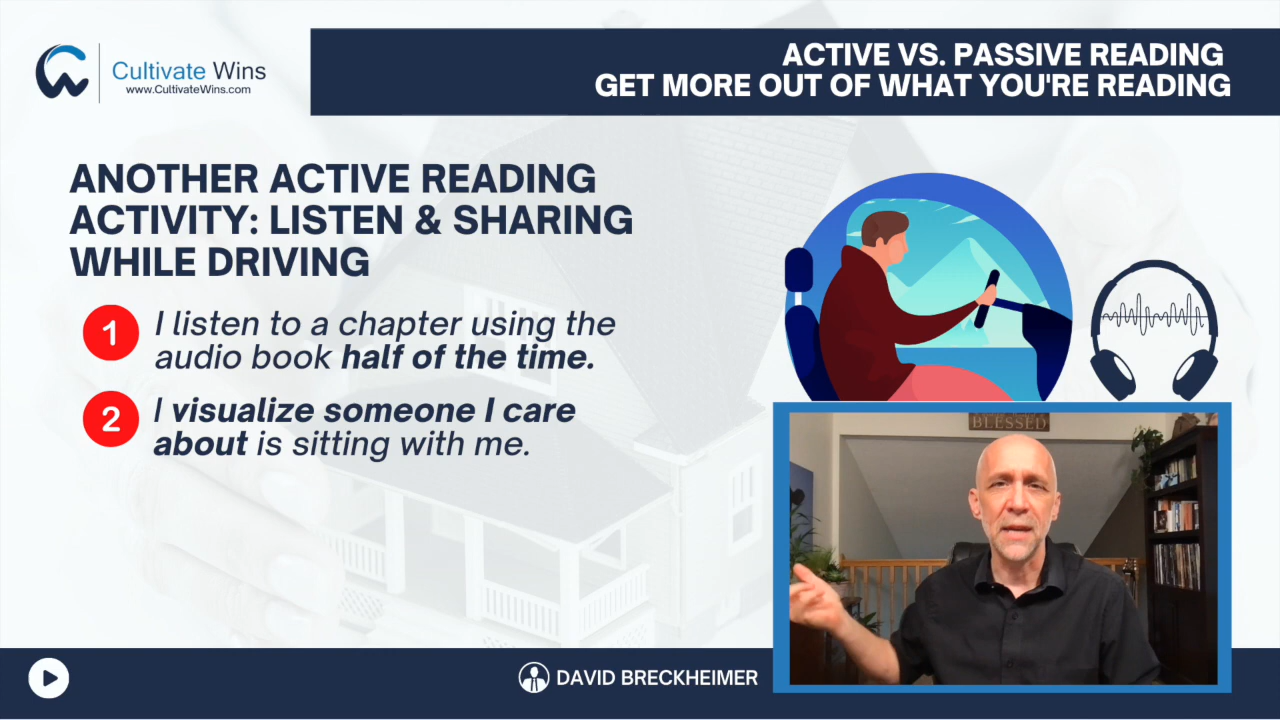 Cultivate Wins
www.CultivateWins.com
ACTIVE VS. PASSIVE READING
GET MORE OUT OF WHAT YOU'RE READING
ANOTHER ACTIVE READING
ACTIVITY: LISTEN & SHARING
WHILE DRIVING
1
I listen to a chapter using the
audio book half of the time.
2
I visualize someone I care
about is sitting with me.
BLESSED
DAVID BRECKHEIMER